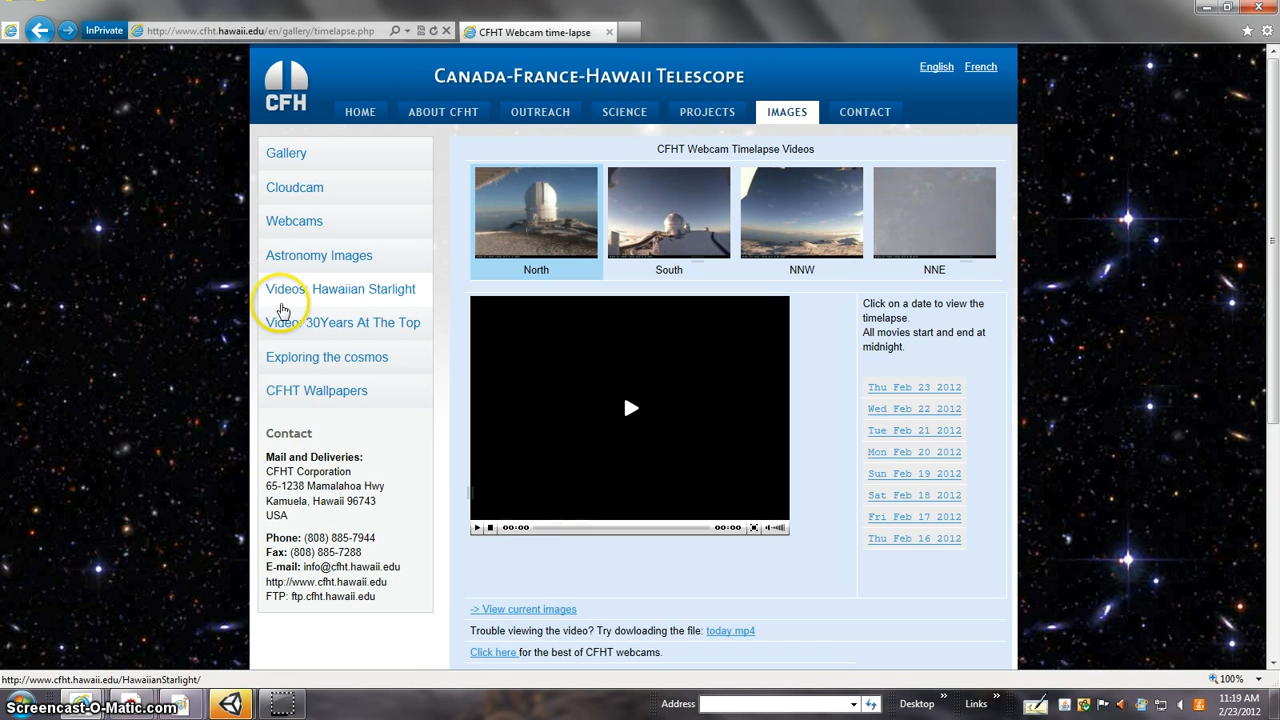 InPrivate
http://www.cfht.hawaii.edu/en/gallery/timelapse.php
CFHT Webcam time-lapse
CFH
CANADA-FRANCE-HAWAII TELESCOPE
English French
HOME ABOUT CFHT OUTREACH SCIENCE PROJECTS IMAGES CONTACT
Gallery
Cloudcam
Webcams
Astronomy Images
Videos: Hawaiian Starlight
Video: 30Years At The Top
Exploring the cosmos
CFHT Wallpapers
Contact
Mail and Deliveries:
CFHT Corporation
65-1238 Mamalahoa Hwy
Kamuela, Hawaii 96743
USA
Phone: (808) 885-7944
Fax: (808) 885-7288
E-mail: info@cfht.hawaii.edu
http://www.cfht.hawaii.edu
FTP: ftp.cfht.hawaii.edu
CFHT Webcam Timelapse Videos
North South NNW NNE
00:00 00:00
Click on a date to view the
timelapse.
All movies start and end at
midnight.
Thu Feb 23 2012
Wed Feb 22 2012
Tue Feb 21 2012
Mon Feb 20 2012
Sun Feb 19 2012
Sat Feb 18 2012
Fri Feb 17 2012
Thu Feb 16 2012
-> View current images
Trouble viewing the video? Try dowloading the file: today.mp4
Click here for the best of CFHT webcams.
http://www.cfht.hawaii.edu/HawaiianStarlight/
100%
Screencast-O-Matic.com
Address
Desktop
Links
11:19 AM
2/23/2012